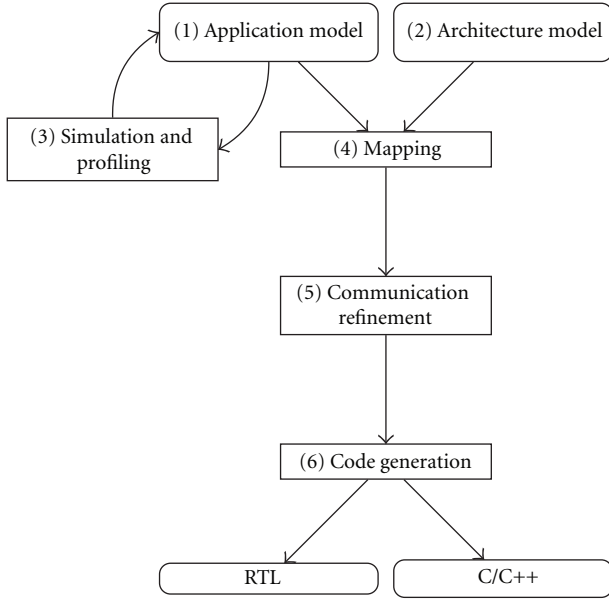 (1) Application model
(2) Architecture model
(3) Simulation and
profiling
(4) Mapping
(5) Communication
refinement
(6) Code generation
RTL
C/C++